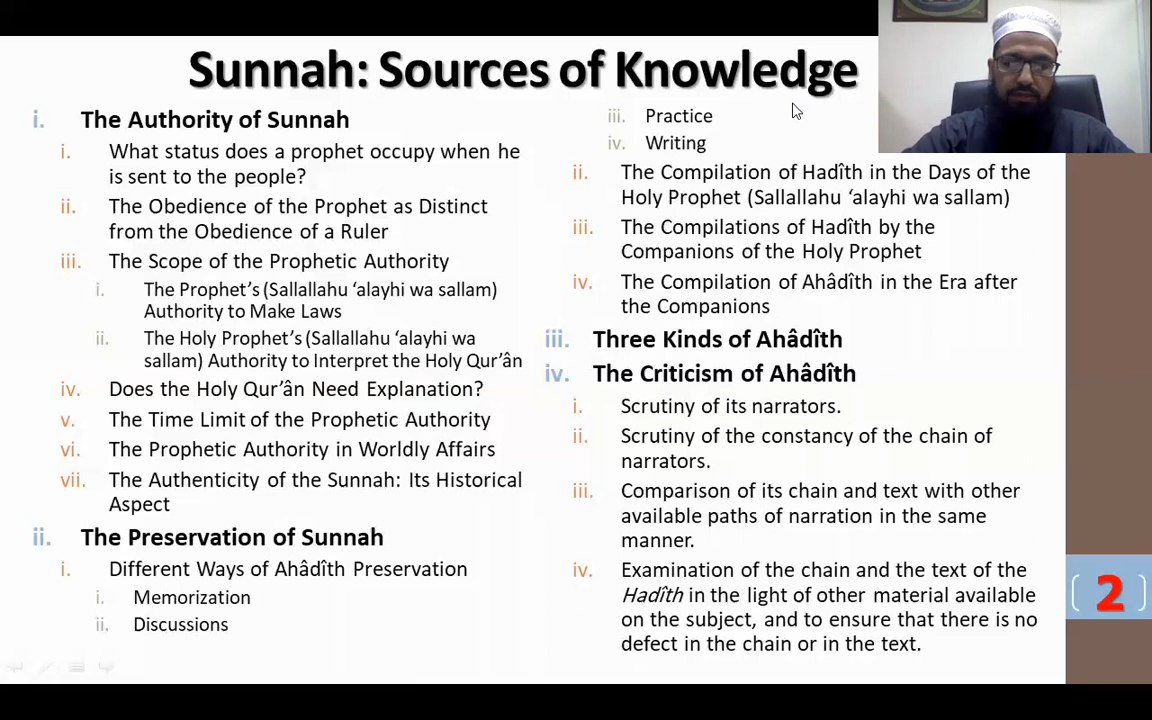 Sunnah: Sources of Knowledge
i. The Authority of Sunnah
i. What status does a prophet occupy when he
is sent to the people?
ii. The Obedience of the Prophet as Distinct
from the Obedience of a Ruler
iii. The Scope of the Prophetic Authority
i. The Prophet’s (Sallallahu ‘alayhi wa sallam)
Authority to Make Laws
ii. The Holy Prophet’s (Sallallahu ‘alayhi wa
sallam) Authority to Interpret the Holy Qur’ân
iv. Does the Holy Qur’ân Need Explanation?
v. The Time Limit of the Prophetic Authority
vi. The Prophetic Authority in Worldly Affairs
vii. The Authenticity of the Sunnah: Its Historical
Aspect
ii. The Preservation of Sunnah
i. Different Ways of Ahâdîth Preservation
i. Memorization
ii. Discussions
iii. Practice
iv. Writing
ii. The Compilation of Hadîth in the Days of the
Holy Prophet (Sallallahu ‘alayhi wa sallam)
iii. The Compilations of Hadîth by the
Companions of the Holy Prophet
iv. The Compilation of Ahâdîth in the Era after
the Companions
iii. Three Kinds of Ahâdîth
iv. The Criticism of Ahâdîth
i. Scrutiny of its narrators.
ii. Scrutiny of the constancy of the chain of
narrators.
iii. Comparison of its chain and text with other
available paths of narration in the same
manner.
iv. Examination of the chain and the text of the
Hadîth in the light of other material available
on the subject, and to ensure that there is no
defect in the chain or in the text.
2